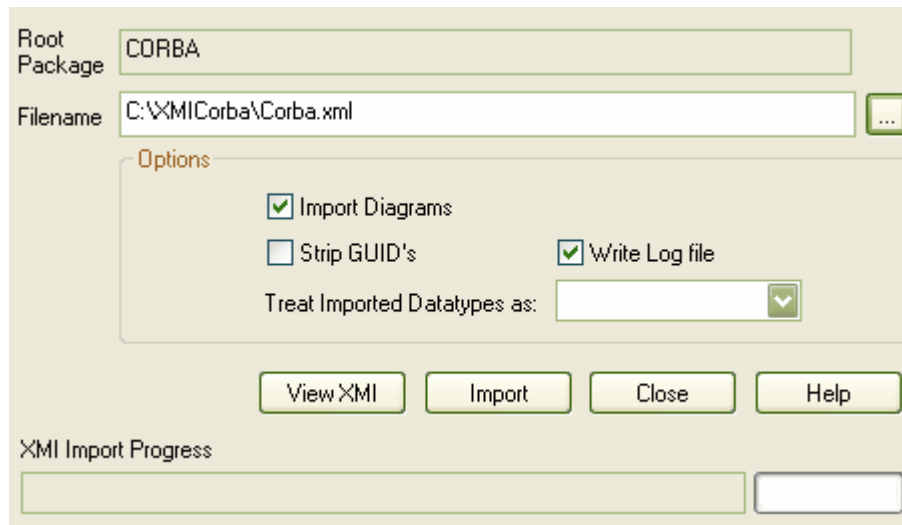 Root
Package
CORBA
Filename
C:\XMICorba\Corba.xml
...
Options
Import Diagrams
Strip GUID's
Write Log file
Treat Imported Datatypes as:
View XMI
Import
Close
Help
XMI Import Progress